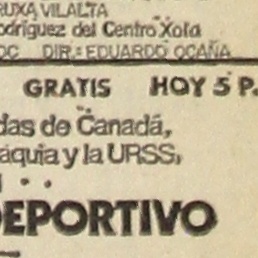 RUXA VILALTA
odríguez del Centro Xola
OC DIR.: EDUARDO OCAÑA
GRATIS HOY 5 P.
das de Canadá,
aquia y la URSS,
DEPORTIVO